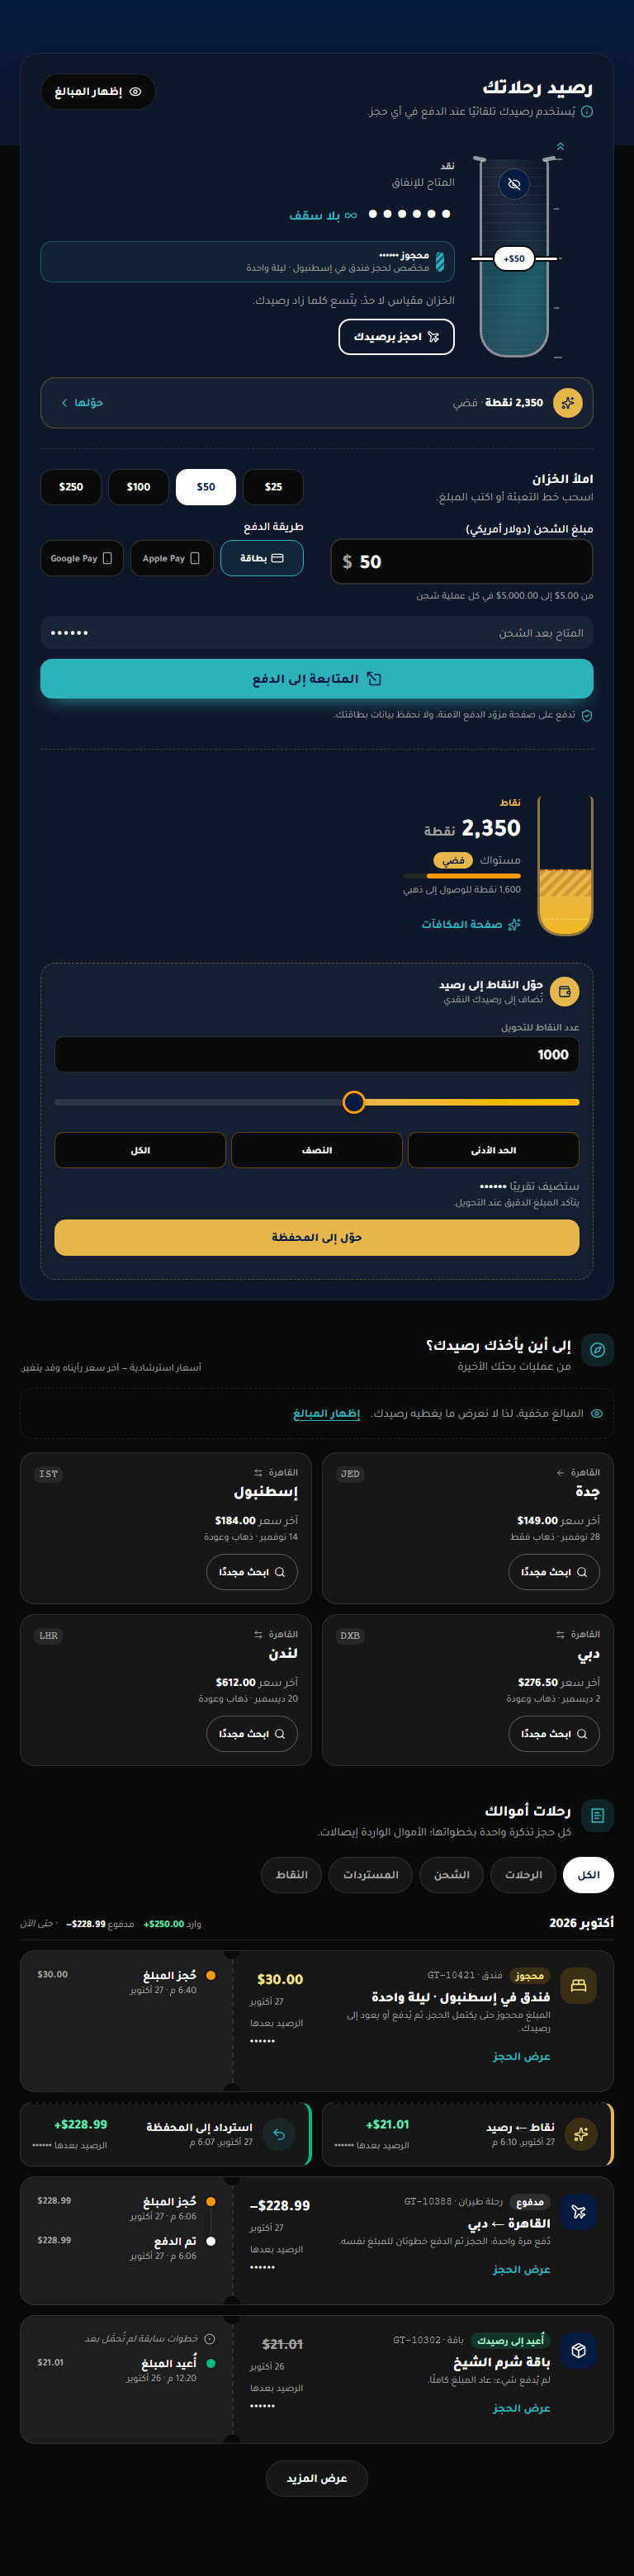 رصيد رحلاتك
إظهار المبالغ
يُستخدم رصيدك تلقائيًا عند الدفع في أي حجز.
نقد
المتاح للإنفاق
•••••• بلا سقف
+$50
محجوز ••••••
مخصّص لحجز فندق في إسطنبول · ليلة واحدة
الخزان مقياس لا حدّ: يتّسع كلما زاد رصيدك.
احجز برصيدك
2,350 نقطة · فضي
حوّلها
املأ الخزان
اسحب خط التعبئة أو اكتب المبلغ.
$25
$50
$100
$250
مبلغ الشحن (دولار أمريكي)
$ 50
من $5.00 إلى $5,000.00 في كل عملية شحن
طريقة الدفع
بطاقة
Apple Pay
Google Pay
المتاح بعد الشحن
••••••
المتابعة إلى الدفع
تدفع على صفحة مزوّد الدفع الآمنة، ولا نحفظ بيانات بطاقتك.
نقاط
2,350 نقطة
مستواك فضي
1,600 نقطة للوصول إلى ذهبي
صفحة المكافآت
حوّل النقاط إلى رصيد
تُضاف إلى رصيدك النقدي
عدد النقاط للتحويل
1000
الحد الأدنى
النصف
الكل
ستضيف تقريبًا ••••••
يتأكد المبلغ الدقيق عند التحويل.
حوّل إلى المحفظة
إلى أين يأخذك رصيدك؟
من عمليات بحثك الأخيرة
أسعار استرشادية – آخر سعر رأيناه وقد يتغير.
المبالغ مخفية، لذا لا نعرض ما يغطيه رصيدك. إظهار المبالغ
القاهرة ←
JED
جدة
آخر سعر $149.00
28 نوفمبر · ذهاب فقط
ابحث مجددًا
القاهرة ⇆
IST
إسطنبول
آخر سعر $184.00
14 نوفمبر · ذهاب وعودة
ابحث مجددًا
القاهرة ⇆
DXB
دبي
آخر سعر $276.50
2 ديسمبر · ذهاب وعودة
ابحث مجددًا
القاهرة ⇆
LHR
لندن
آخر سعر $612.00
20 ديسمبر · ذهاب وعودة
ابحث مجددًا
رحلات أموالك
كل حجز تذكرة واحدة بخطواتها؛ الأموال الواردة إيصالات.
الكل
الرحلات
الشحن
المستردات
النقاط
أكتوبر 2026
وارد +$250.00 مدفوع −$228.99 · حتى الآن
محجوز فندق · GT-10421
فندق في إسطنبول · ليلة واحدة
المبلغ محجوز حتى يكتمل الحجز، ثم يُدفع أو يعود إلى
رصيدك.
عرض الحجز
$30.00
27 أكتوبر
الرصيد بعدها
••••••
حُجز المبلغ
$30.00
6:40 م · 27 أكتوبر
نقاط ← رصيد
27 أكتوبر، 6:10 م
+$21.01
الرصيد بعدها ••••••
استرداد إلى المحفظة
27 أكتوبر، 6:07 م
+$228.99
الرصيد بعدها ••••••
مدفوع رحلة طيران · GT-10388
القاهرة ← دبي
دُفع مرة واحدة: الحجز ثم الدفع خطوتان للمبلغ نفسه.
عرض الحجز
−$228.99
27 أكتوبر
الرصيد بعدها
••••••
حُجز المبلغ
$228.99
6:06 م · 27 أكتوبر
تم الدفع
$228.99
6:06 م · 27 أكتوبر
أُعيد إلى رصيدك باقة · GT-10302
باقة شرم الشيخ
لم يُدفع شيء: عاد المبلغ كاملًا.
عرض الحجز
$21.01
26 أكتوبر
الرصيد بعدها
••••••
خطوات سابقة لم تُحمَّل بعد
أُعيد المبلغ
$21.01
12:20 م · 26 أكتوبر
عرض المزيد